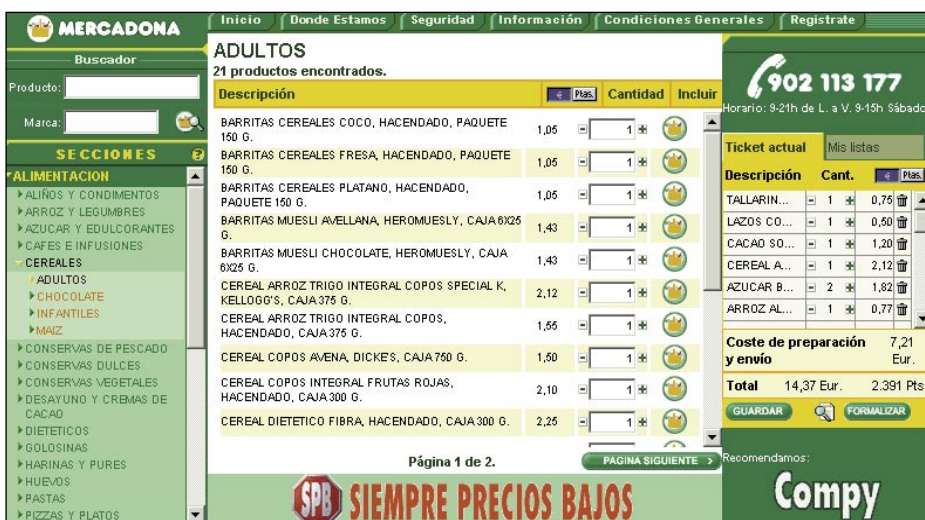 MERCADONA
Inicio
Donde Estamos
Seguridad
Información
Condiciones Generales
Registrate
Buscador
Producto:
Marca:
SECCIONES
?
ALIMENTACION
ALIÑOS Y CONDIMENTOS
ARROZ Y LEGUMBRES
AZUCAR Y EDULCORANTES
CAFES E INFUSIONES
CEREALES
ADULTOS
CHOCOLATE
INFANTILES
MAIZ
CONSERVAS DE PESCADO
CONSERVAS DULCES
CONSERVAS VEGETALES
DESAYUNO Y CREMAS DE
CACAO
DIETETICOS
GOLOSINAS
HARINAS Y PURES
HUEVOS
PASTAS
PIZZAS Y PLATOS
ADULTOS
21 productos encontrados.
Descripción € Ptas. Cantidad Incluir
BARRITAS CEREALES COCO, HACENDADO, PAQUETE
150 G.
1,05 - 1 +
BARRITAS CEREALES FRESA, HACENDADO, PAQUETE
150 G.
1,05 - 1 +
BARRITAS CEREALES PLATANO, HACENDADO,
PAQUETE 150 G.
1,05 - 1 +
BARRITAS MUESLI AVELLANA, HEROMUESLY, CAJA 6X25
G.
1,43 - 1 +
BARRITAS MUESLI CHOCOLATE, HEROMUESLY, CAJA
6X25 G.
1,43 - 1 +
CEREAL ARROZ TRIGO INTEGRAL COPOS SPECIAL K,
KELLOGG'S, CAJA 375 G.
2,12 - 1 +
CEREAL ARROZ TRIGO INTEGRAL COPOS,
HACENDADO, CAJA 375 G.
1,55 - 1 +
CEREAL COPOS AVENA, DICKE'S, CAJA 750 G. 1,50 - 1 +
CEREAL COPOS INTEGRAL FRUTAS ROJAS,
HACENDADO, CAJA 300 G.
2,10 - 1 +
CEREAL DIETETICO FIBRA, HACENDADO, CAJA 300 G. 2,25 - 1 +
Página 1 de 2.
PAGINA SIGUIENTE >
SPB SIEMPRE PRECIOS BAJOS
902 113 177
Horario: 9-21h de L. a V. 9-15h Sábado
Ticket actual
Mis listas
Descripción Cant. € Ptas.
TALLARIN... - 1 + 0,75
LAZOS CO... - 1 + 0,50
CACAO SO... - 1 + 1,20
CEREAL A... - 1 + 2,12
AZUCAR B... - 2 + 1,82
ARROZ AL... - 1 + 0,77
Coste de preparación 7,21
y envío Eur.
Total 14,37 Eur. 2.391 Pts
GUARDAR
FORMALIZAR
Recomendamos:
Compy